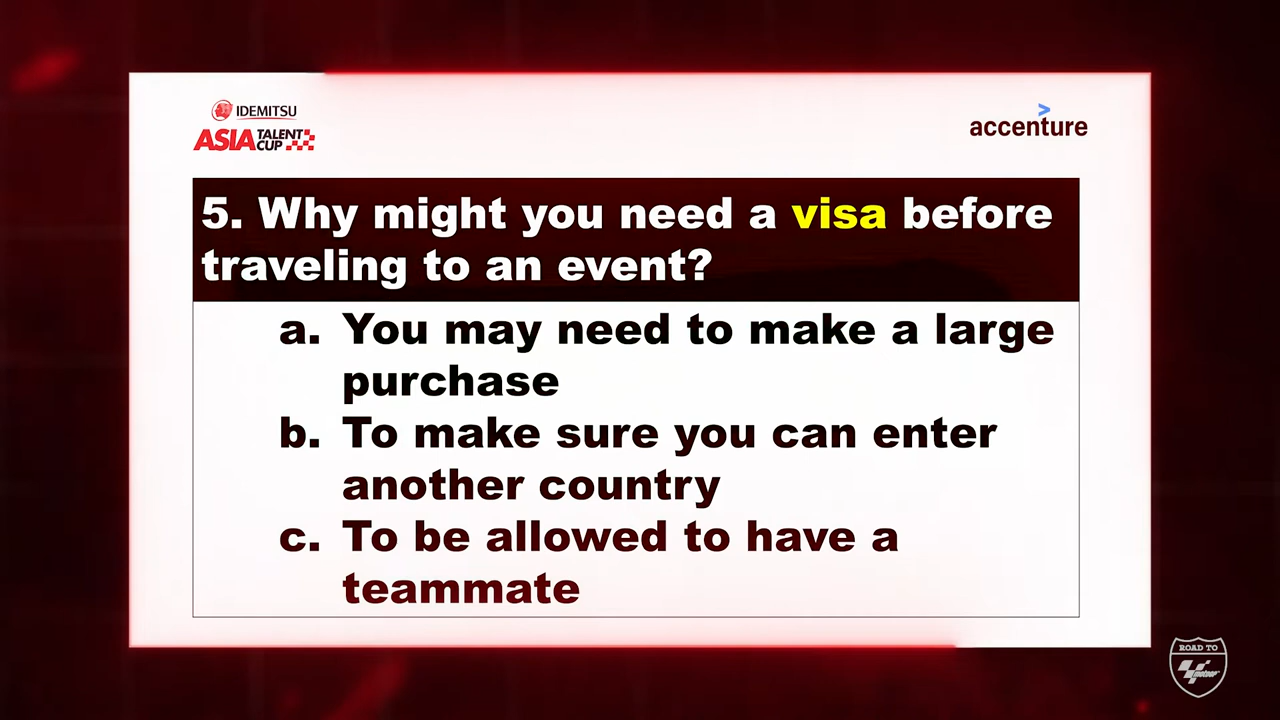 IDEMITSU
ASIA TALENT CUP
accenture
5. Why might you need a visa before
traveling to an event?
a. You may need to make a large
purchase
b. To make sure you can enter
another country
c. To be allowed to have a
teammate
ROAD TO
MotoGP